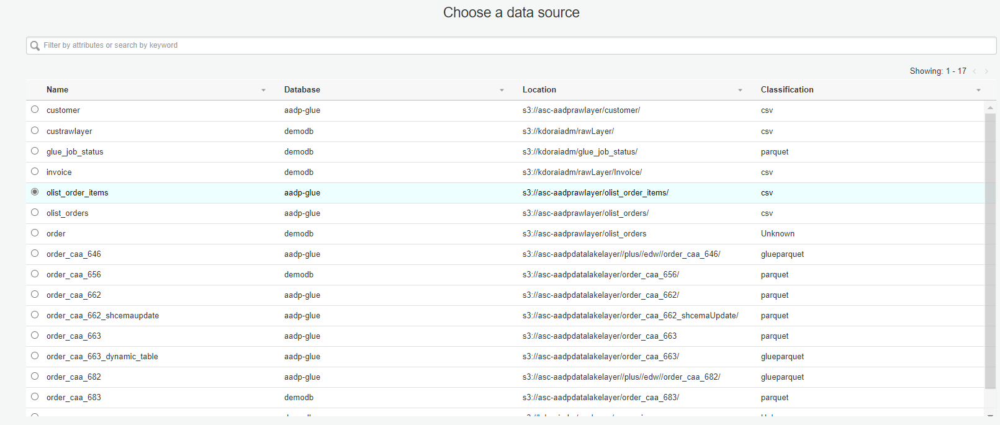 Choose a data source
Filter by attributes or search by keyword
Showing: 1 - 17
Name Database Location Classification
customer aadp-glue s3://asc-aadprawlayer/customer/ csv
custrawlayer demodb s3://kdoraiadm/rawLayer/ csv
glue_job_status demodb s3://kdoraiadm/glue_job_status/ parquet
invoice demodb s3://kdoraiadm/rawLayer/Invoice/ csv
olist_order_items aadp-glue s3://asc-aadprawlayer/olist_order_items/ csv
olist_orders aadp-glue s3://asc-aadprawlayer/olist_orders/ csv
order demodb s3://asc-aadprawlayer/olist_orders Unknown
order_caa_646 aadp-glue s3://asc-aadpdatalakelayer//plus//edw//order_caa_646/ glueparquet
order_caa_656 demodb s3://asc-aadpdatalakelayer/order_caa_656/ parquet
order_caa_662 aadp-glue s3://asc-aadpdatalakelayer/order_caa_662/ parquet
order_caa_662_shcemaupdate aadp-glue s3://asc-aadpdatalakelayer/order_caa_662_shcemaUpdate/ parquet
order_caa_663 aadp-glue s3://asc-aadpdatalakelayer/order_caa_663 parquet
order_caa_663_dynamic_table aadp-glue s3://asc-aadpdatalakelayer/order_caa_663/ glueparquet
order_caa_682 aadp-glue s3://asc-aadpdatalakelayer//plus//edw//order_caa_682/ glueparquet
order_caa_683 demodb s3://asc-aadpdatalakelayer/order_caa_683/ parquet